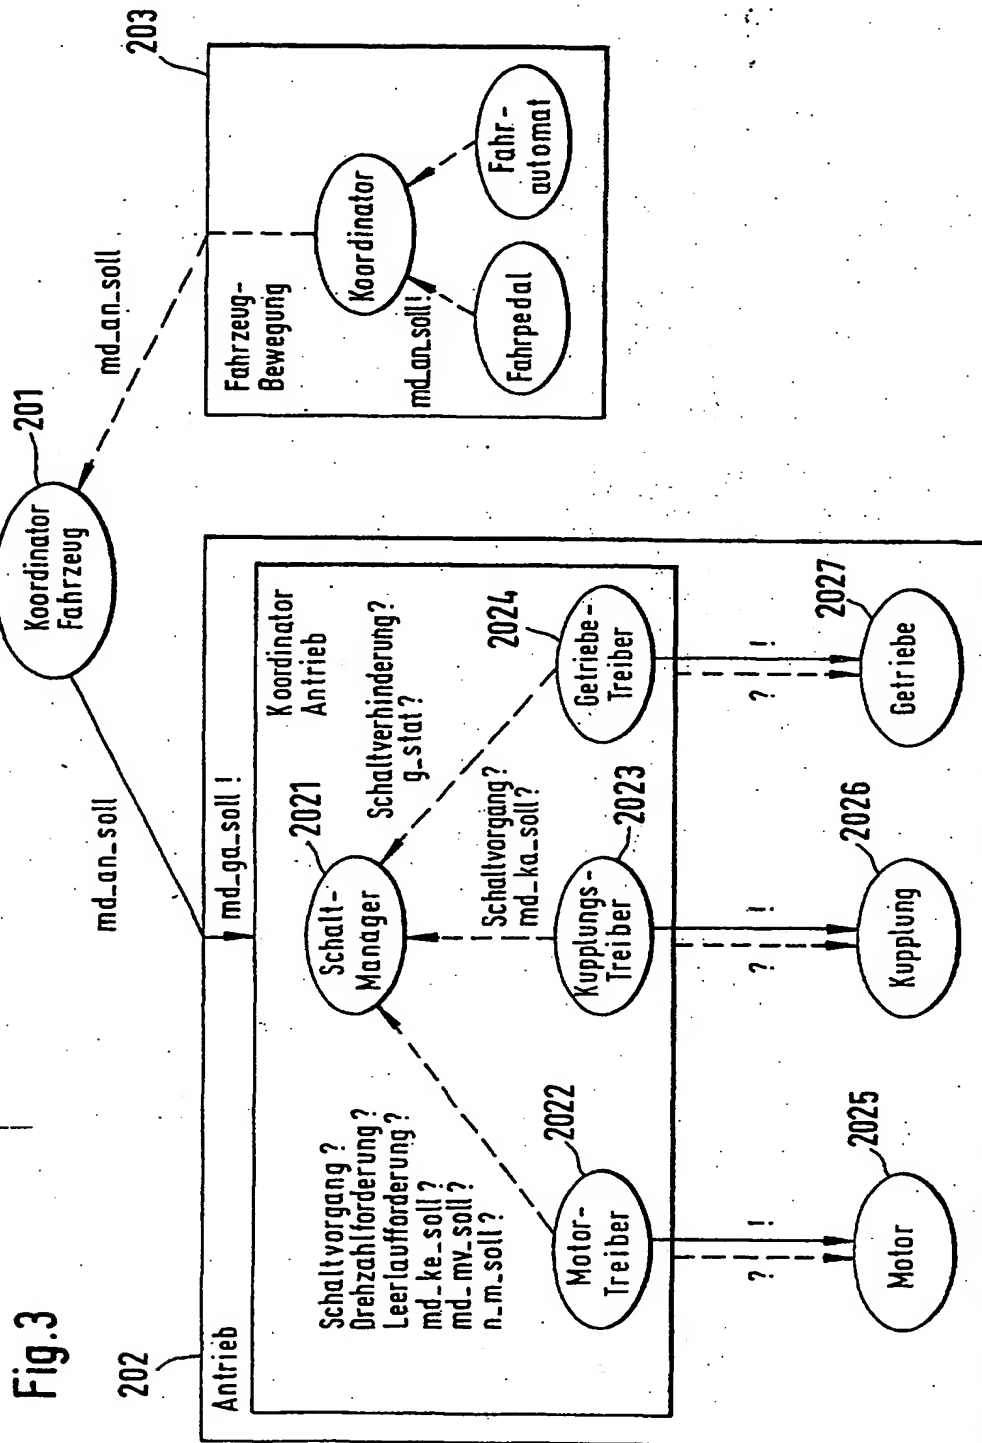 Fig.3
202
Antrieb
md_an_soll
Koordinator
Fahrzeug
201
md_an_soll
203
md_ga_soll !
Koordinator
Antrieb
Schalt-
Manager
2021
Schaltvorgang ?
Drehzahlforderung?
Leerlaufforderung?
md_ke_soll ?
md_mv_soll ?
n_m_soll ?
Schaltvorgang?
md_ka_soll?
Schaltverhinderung?
g_stat?
Motor-
Treiber
2022
Kupplungs-
Treiber
2023
Getriebe-
Treiber
2024
?
!
?
!
?
!
Motor
2025
Kupplung
2026
Getriebe
2027
Fahrzeug-
Bewegung
Koordinator
md_an_soll!
Fahrpedal
Fahr-
automat